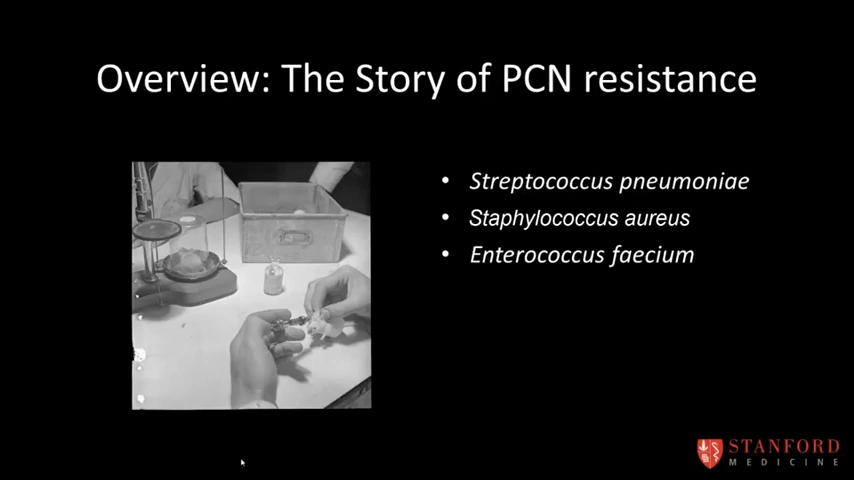 Overview: The Story of PCN resistance
• Streptococcus pneumoniae
• Staphylococcus aureus
• Enterococcus faecium
STANFORD
MEDICINE